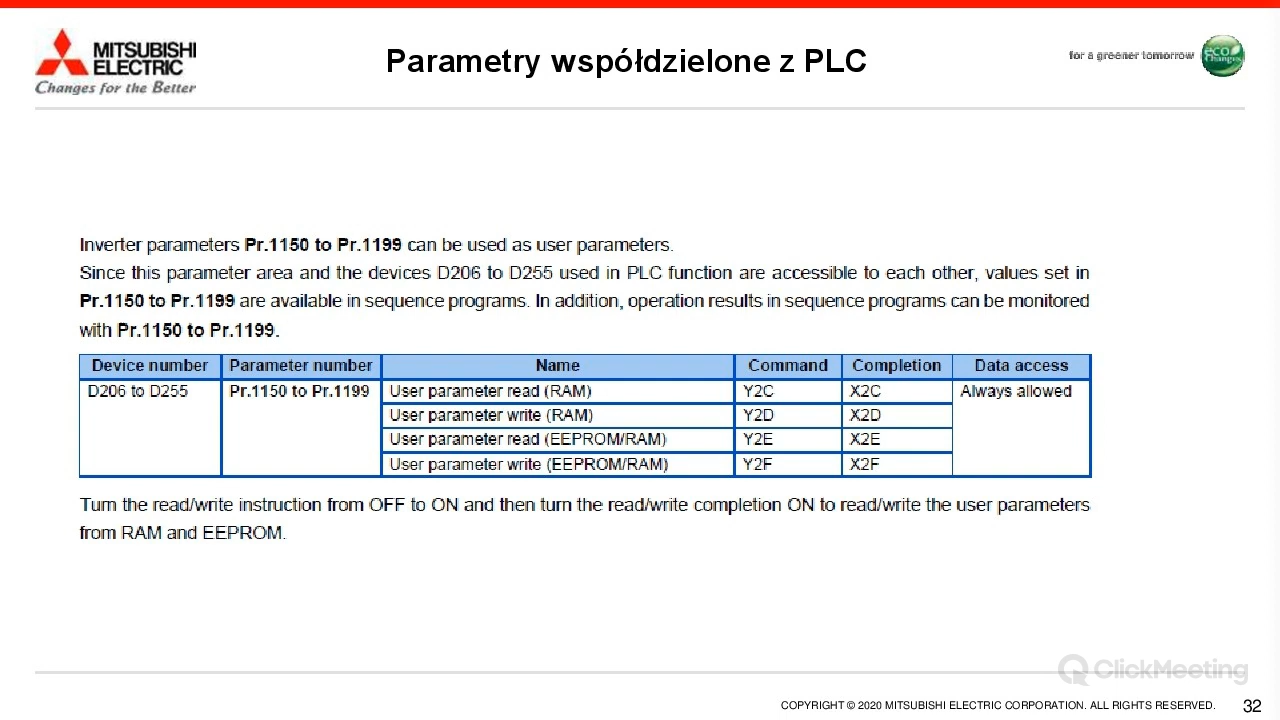 MITSUBISHI
ELECTRIC
Changes for the Better
Parametry współdzielone z PLC
for a greener tomorrow
eco
Changes
Inverter parameters Pr.1150 to Pr.1199 can be used as user parameters.
Since this parameter area and the devices D206 to D255 used in PLC function are accessible to each other, values set in
Pr.1150 to Pr.1199 are available in sequence programs. In addition, operation results in sequence programs can be monitored
with Pr.1150 to Pr.1199.
Device number Parameter number Name Command Completion Data access
D206 to D255 Pr.1150 to Pr.1199 User parameter read (RAM) Y2C X2C Always allowed
User parameter write (RAM) Y2D X2D
User parameter read (EEPROM/RAM) Y2E X2E
User parameter write (EEPROM/RAM) Y2F X2F
Turn the read/write instruction from OFF to ON and then turn the read/write completion ON to read/write the user parameters
from RAM and EEPROM.
ClickMeeting
COPYRIGHT © 2020 MITSUBISHI ELECTRIC CORPORATION. ALL RIGHTS RESERVED.
32